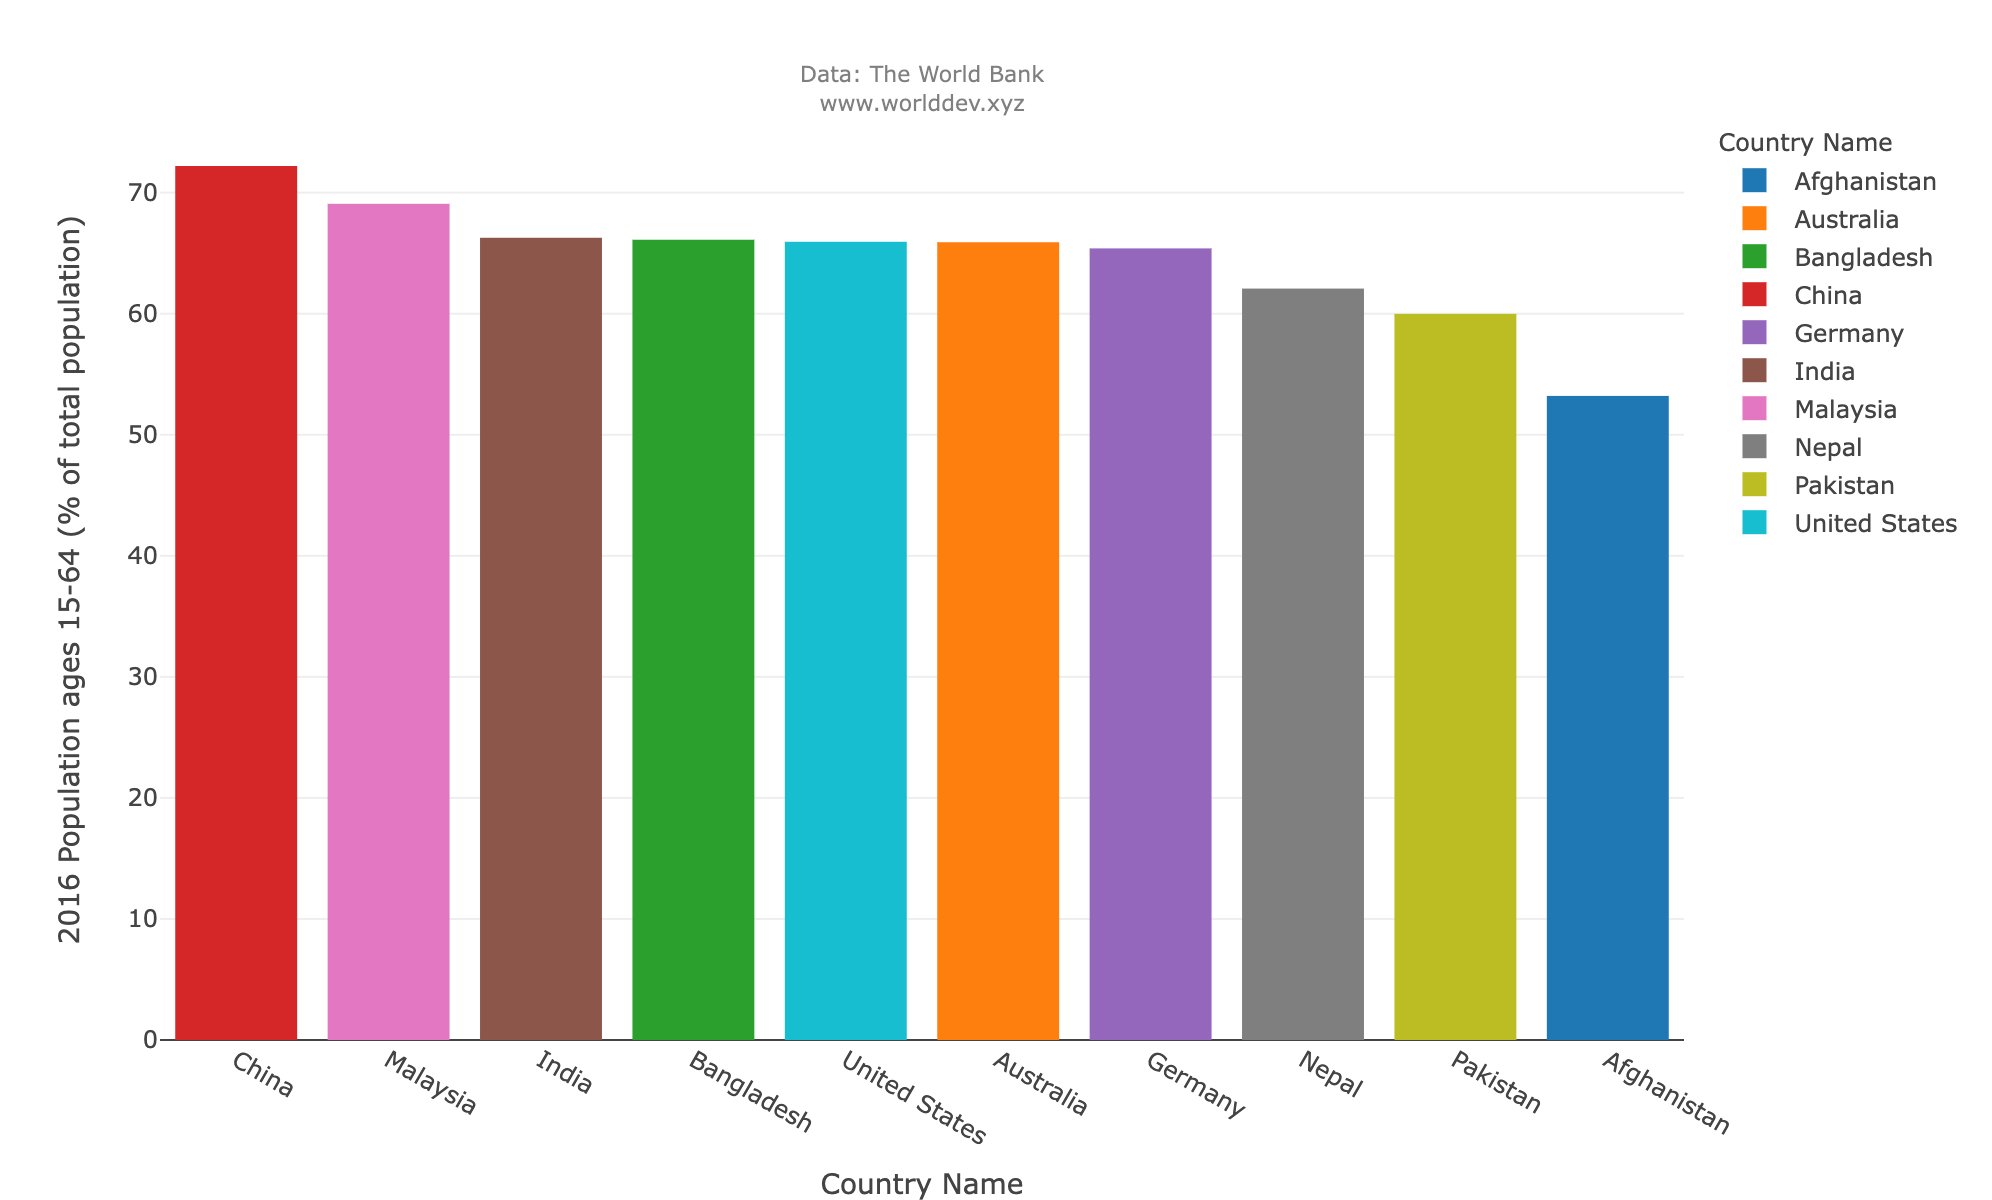 Data: The World Bank
www.worlddev.xyz
2016 Population ages 15-64 (% of total population)
70
60
50
40
30
20
10
0
China
Malaysia
India
Bangladesh
United States
Australia
Germany
Nepal
Pakistan
Afghanistan
Country Name
Country Name
Afghanistan
Australia
Bangladesh
China
Germany
India
Malaysia
Nepal
Pakistan
United States